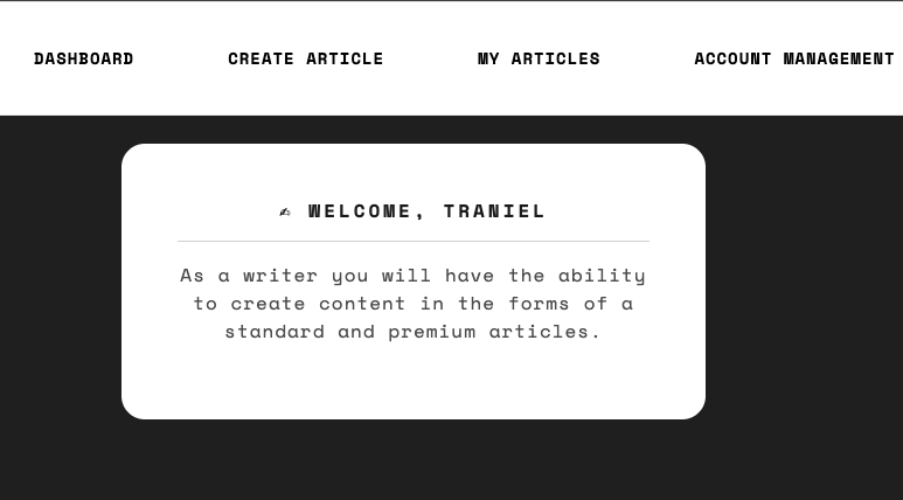 DASHBOARD CREATE ARTICLE MY ARTICLES ACCOUNT MANAGEMENT
✍ WELCOME, TRANIEL
As a writer you will have the ability
to create content in the forms of a
standard and premium articles.